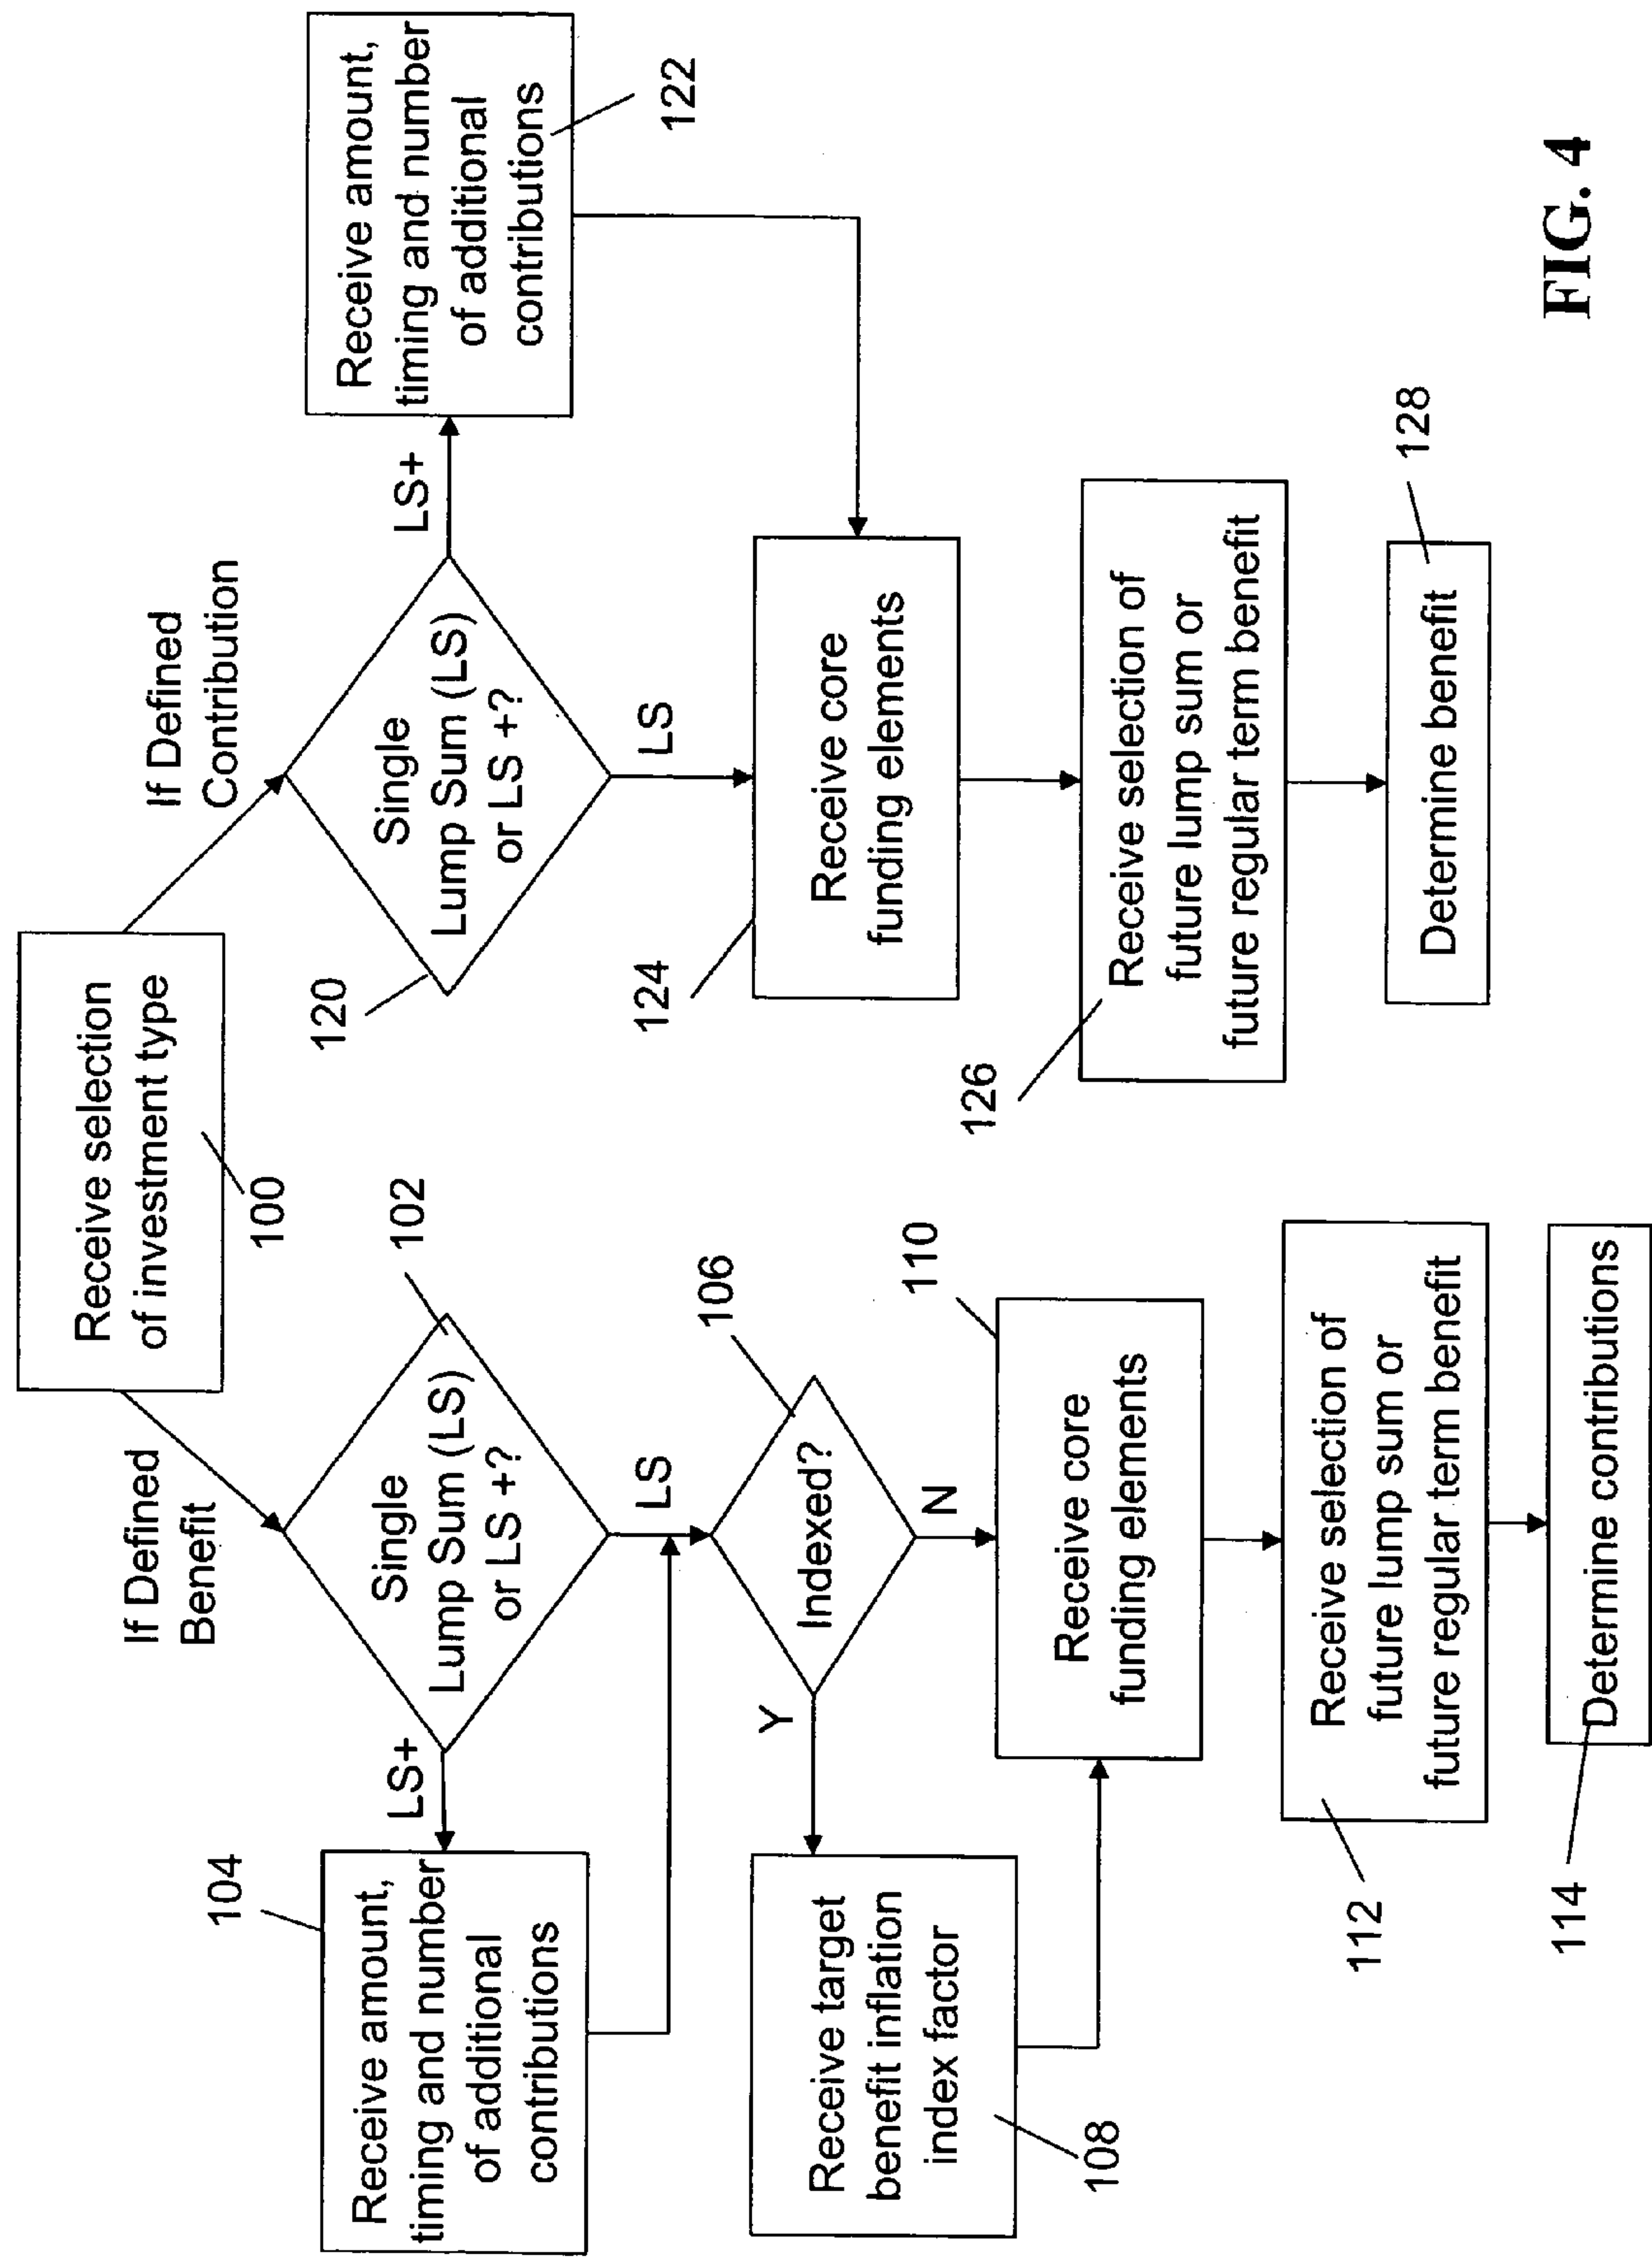 Receive selection
of investment type
100
If Defined
Benefit
If Defined
Contribution
Single
Lump Sum (LS)
or LS +?
102
LS+
LS
104
Receive amount,
timing and number
of additional
contributions
Indexed?
106
Y
N
Receive target
benefit inflation
index factor
108
Receive core
funding elements
110
Receive selection of
future lump sum or
future regular term benefit
112
Determine contributions
114
Single
Lump Sum (LS)
or LS +?
120
LS+
LS
Receive amount,
timing and number
of additional
contributions
122
Receive core
funding elements
124
Receive selection of
future lump sum or
future regular term benefit
126
Determine benefit
128
FIG. 4